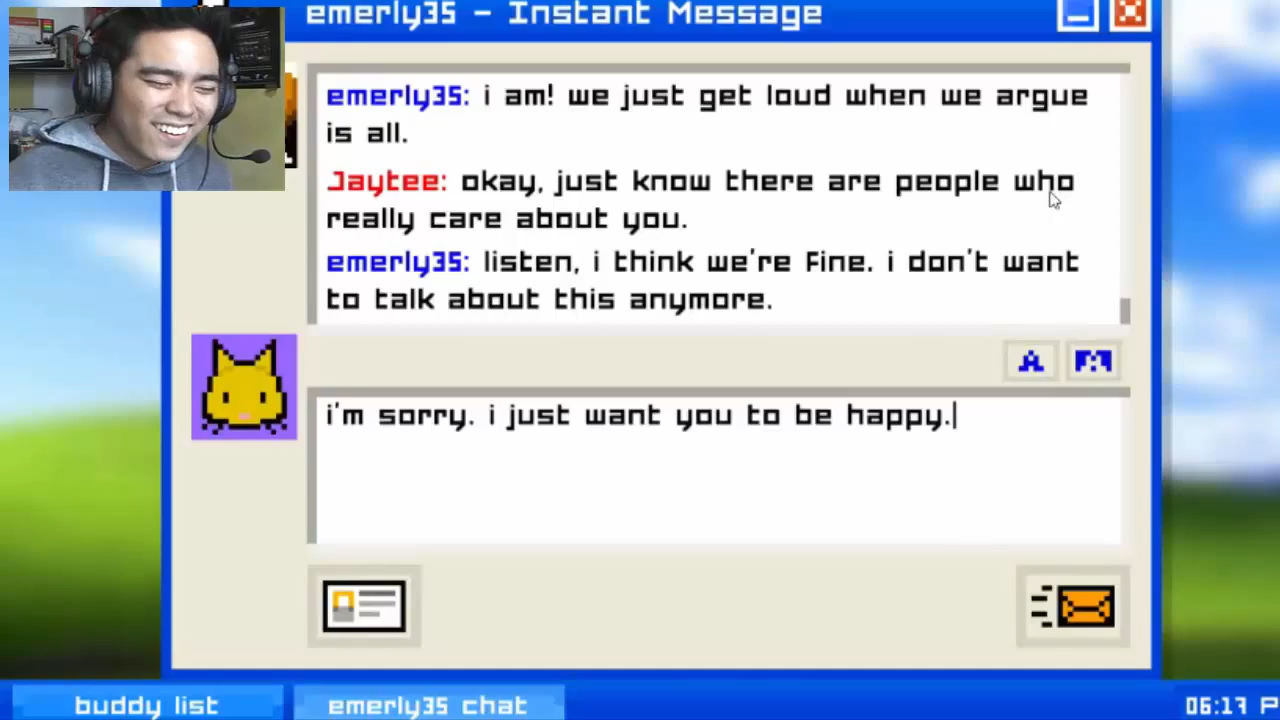 emerly35 - Instant Message
emerly35: i am! we just get loud when we argue
is all.
Jaytee: okay, just know there are people who
really care about you.
emerly35: listen, i think we're fine. i don't want
to talk about this anymore.
A
i'm sorry. i just want you to be happy.
buddy list
emerly35 chat
06:17 P